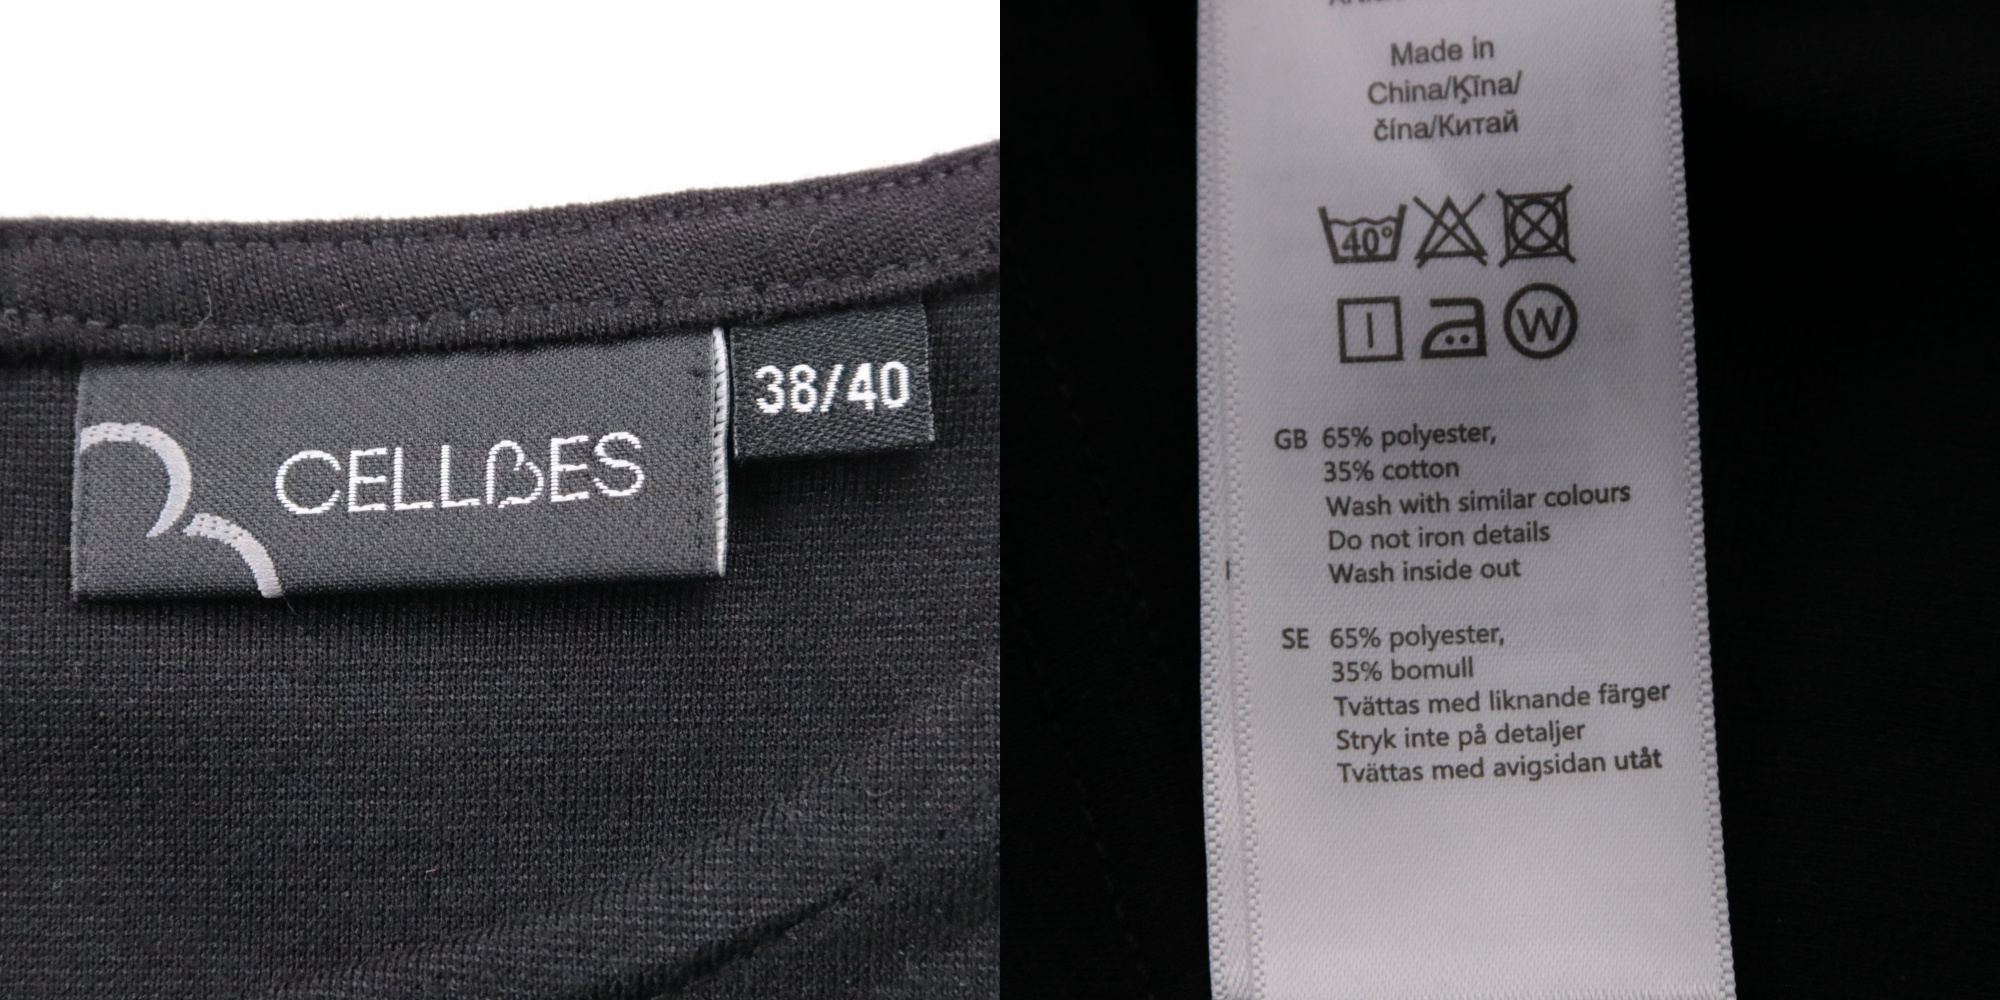 CELLBES
38/40
Made in
China/Ķīna/
čína/Китай
40°
W
GB 65% polyester,
35% cotton
Wash with similar colours
Do not iron details
Wash inside out
SE 65% polyester,
35% bomull
Tvättas med liknande färger
Stryk inte på detaljer
Tvättas med avigsidan utåt